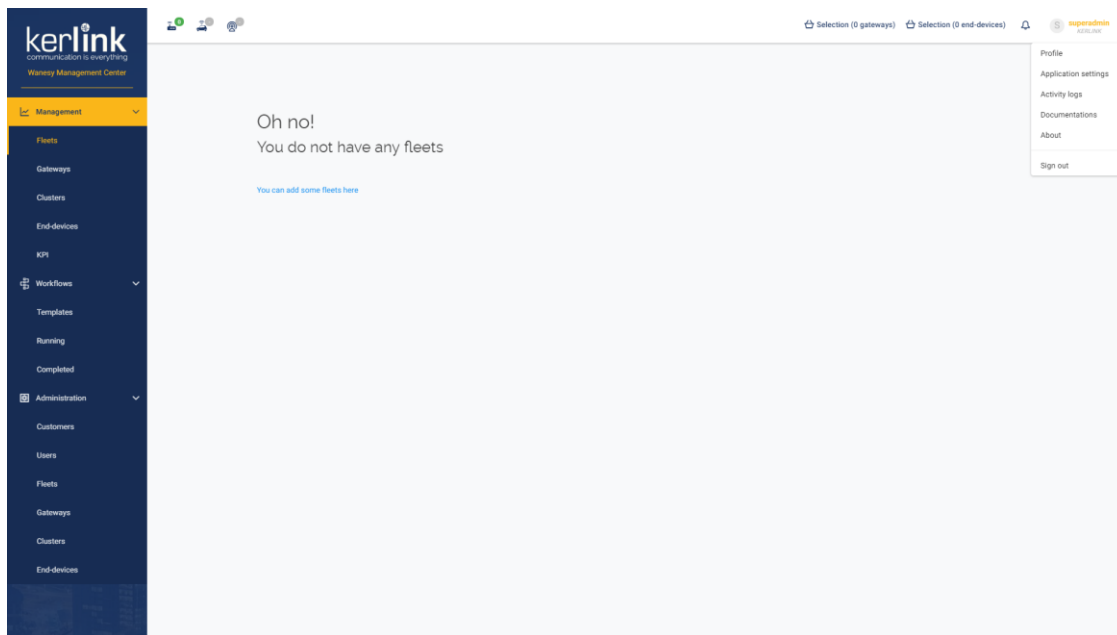 kerlink
communication is everything
Wanesy Management Center
Management
Fleets
Gateways
Clusters
End-devices
KPI
Workflows
Templates
Running
Completed
Administration
Customers
Users
Fleets
Gateways
Clusters
End-devices
Selection (0 gateways)
Selection (0 end-devices)
S
superadmin
KERLINK
Profile
Application settings
Activity logs
Documentations
About
Sign out
Oh no!
You do not have any fleets
You can add some fleets here